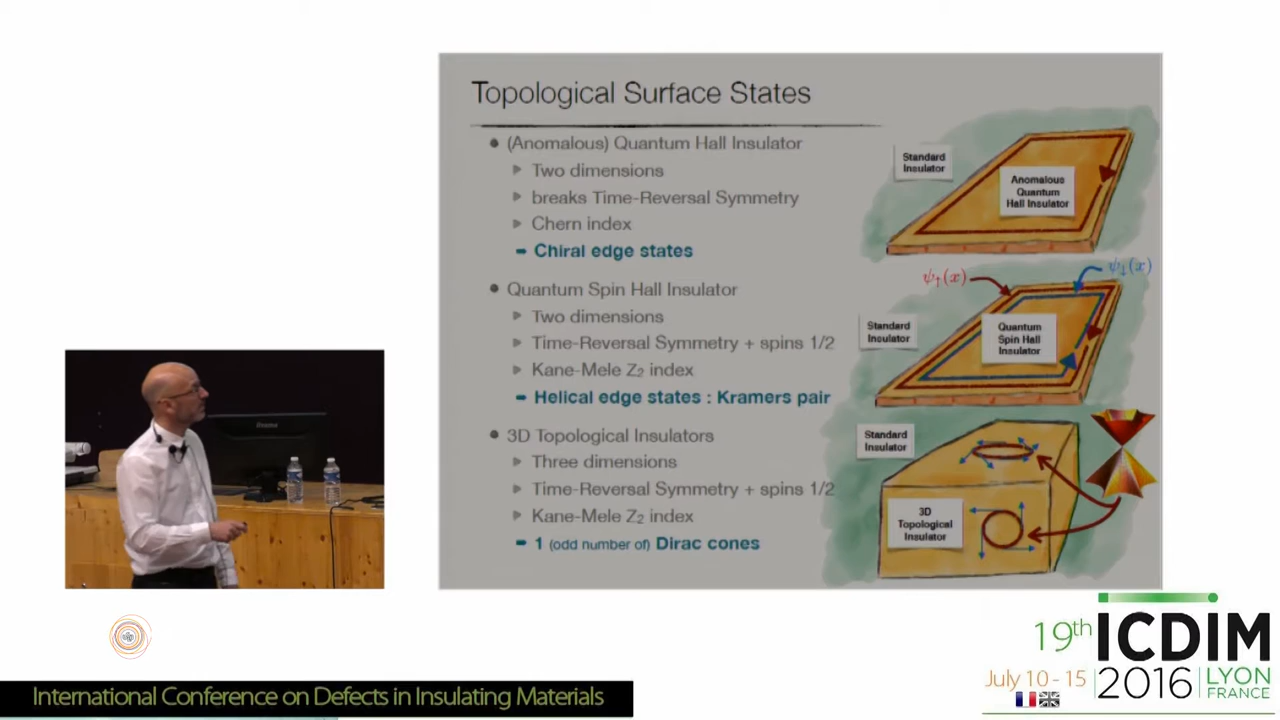 Topological Surface States
• (Anomalous) Quantum Hall Insulator
▸ Two dimensions
▸ breaks Time-Reversal Symmetry
▸ Chern index
➡ Chiral edge states
• Quantum Spin Hall Insulator
▸ Two dimensions
▸ Time-Reversal Symmetry + spins 1/2
▸ Kane-Mele Z₂ index
➡ Helical edge states : Kramers pair
• 3D Topological Insulators
▸ Three dimensions
▸ Time-Reversal Symmetry + spins 1/2
▸ Kane-Mele Z₂ index
➡ 1 (odd number of) Dirac cones
Standard
Insulator
Anomalous
Quantum
Hall Insulator
ψ↑(x)
ψ↓(x)
Standard
Insulator
Quantum
Spin Hall
Insulator
Standard
Insulator
3D
Topological
Insulator
19th ICDIM
July 10 - 15 2016 LYON
FRANCE
International Conference on Defects in Insulating Materials